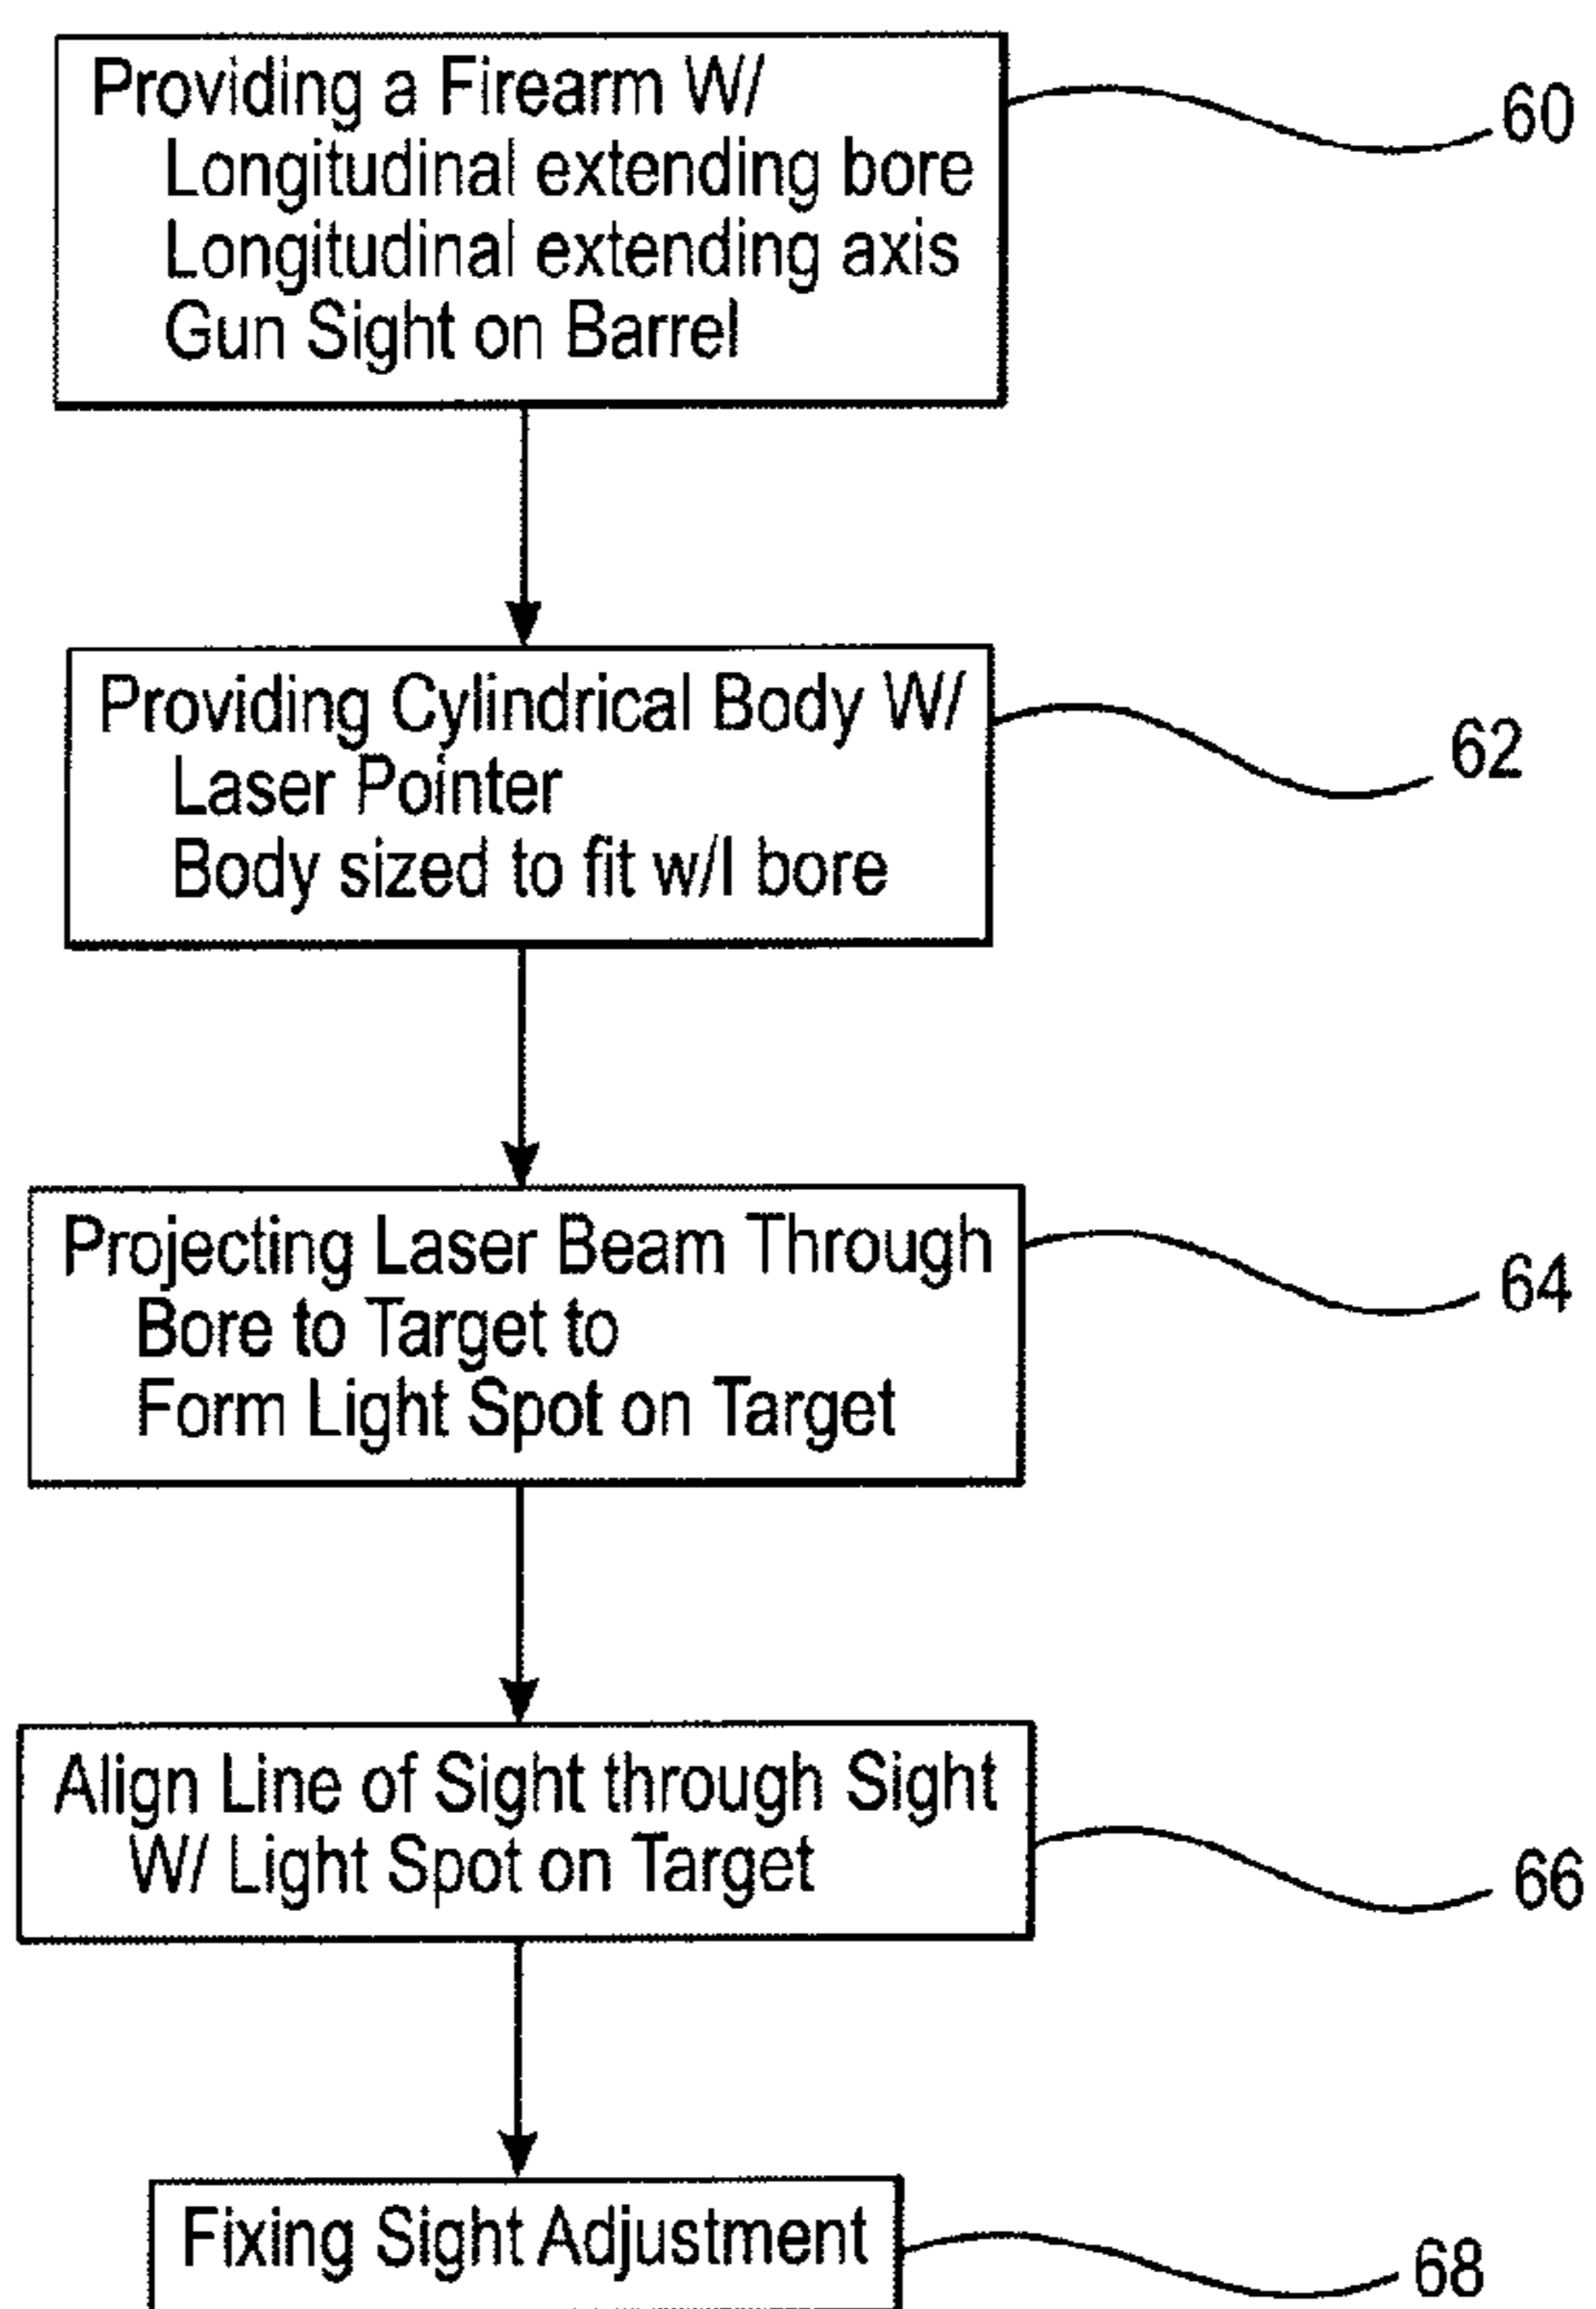 Providing a Firearm W/
Longitudinal extending bore
Longitudinal extending axis
Gun Sight on Barrel
60
Providing Cylindrical Body W/
Laser Pointer
Body sized to fit w/I bore
62
Projecting Laser Beam Through
Bore to Target to
Form Light Spot on Target
64
Align Line of Sight through Sight
W/ Light Spot on Target
66
Fixing Sight Adjustment
68